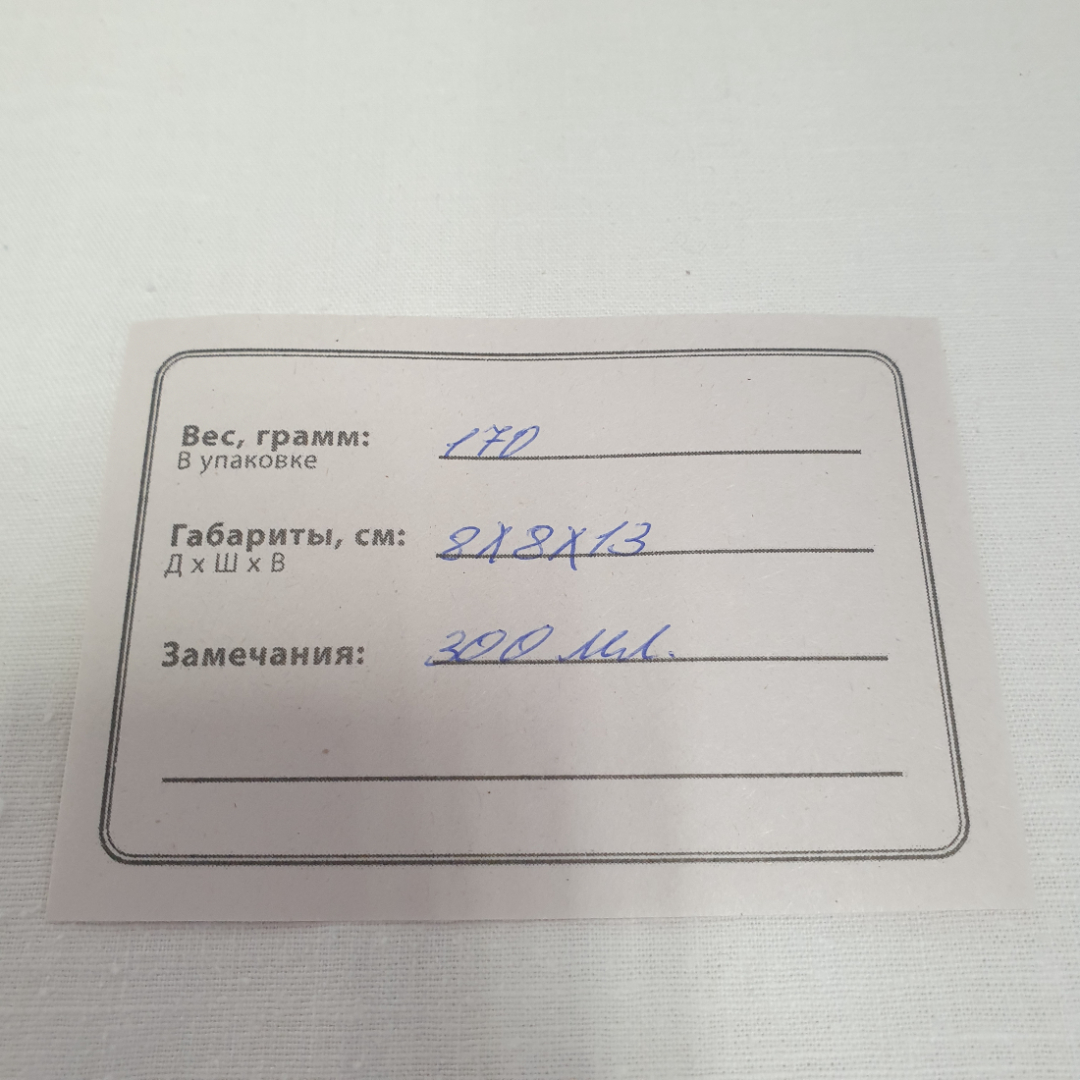 Вес, грамм: 170
В упаковке
Габариты, см: 8х8х13
Д х Ш х В
Замечания: 300 мл.